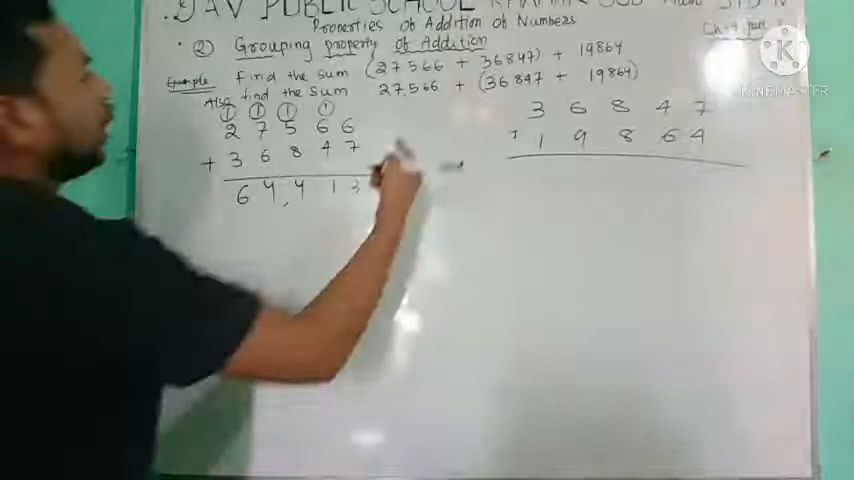 DAV PUBLIC SCHOOL
Properties of Addition of Numbers
② Grouping property of Addition
Example Find the sum (27566 + 36847) + 19864
Also find the sum 27566 + (36847 + 19864)
① ① ① ①
2 7 5 6 6
+ 3 6 8 4 7
6 4,4 1 3
3 6 8 4 7
+ 1 9 8 6 4
KINEMASTER